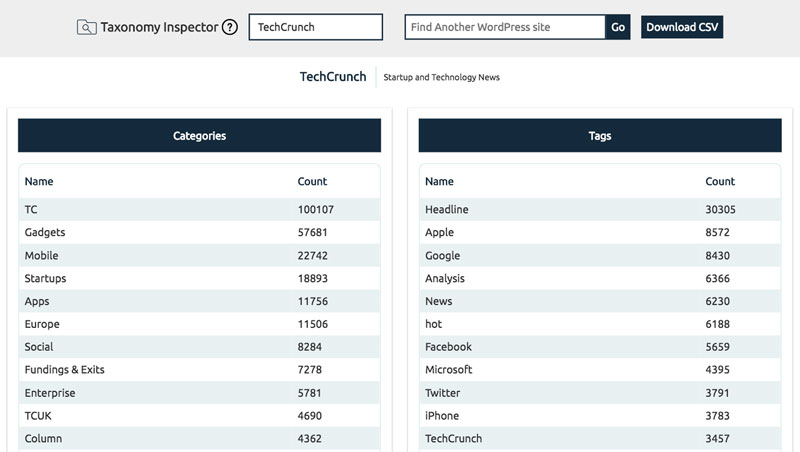 Taxonomy Inspector ? TechCrunch Find Another WordPress site Go Download CSV
TechCrunch Startup and Technology News
Categories
Name Count
TC 100107
Gadgets 57681
Mobile 22742
Startups 18893
Apps 11756
Europe 11506
Social 8284
Fundings & Exits 7278
Enterprise 5781
TCUK 4690
Column 4362
Tags
Name Count
Headline 30305
Apple 8572
Google 8430
Analysis 6366
News 6230
hot 6188
Facebook 5659
Microsoft 4395
Twitter 3791
iPhone 3783
TechCrunch 3457